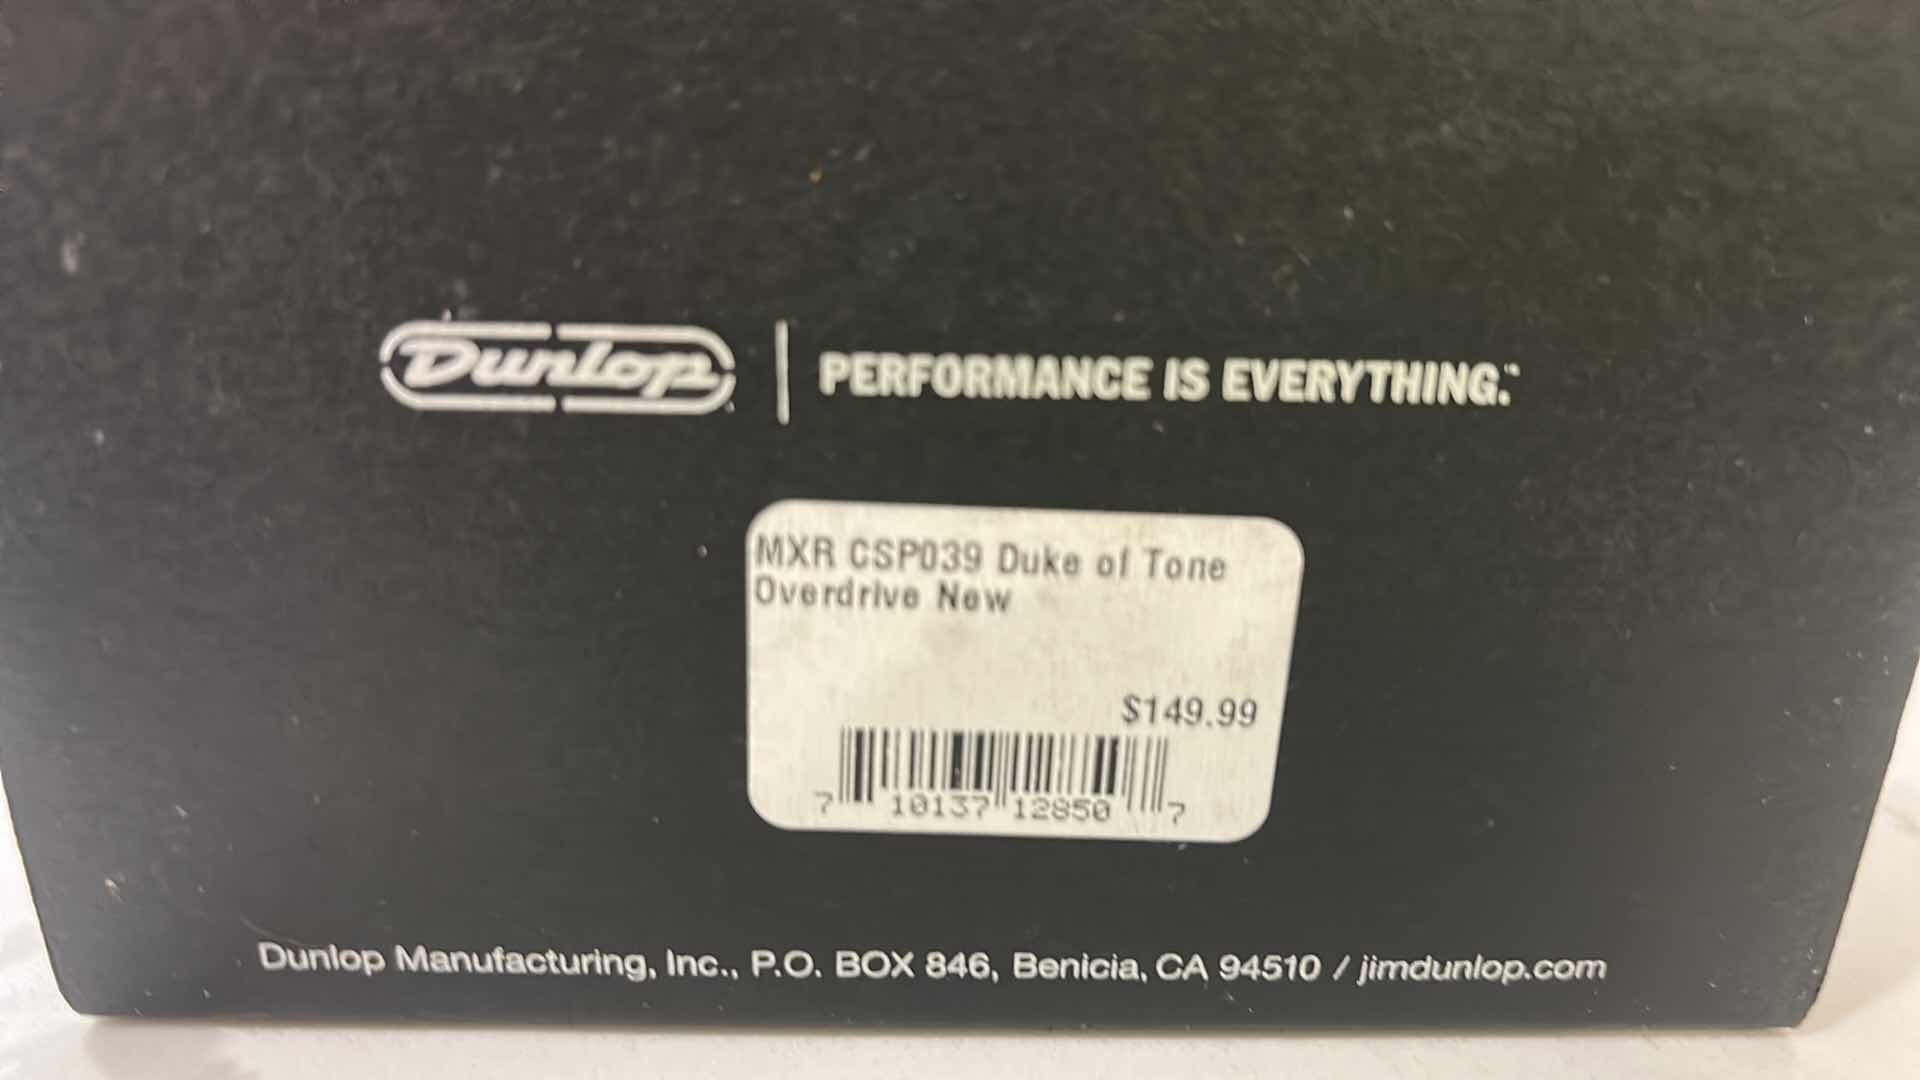 Dunlop
PERFORMANCE IS EVERYTHING.™
MXR CSP039 Duke of Tone
Overdrive New
$149.99
7 10137 12850 7
Dunlop Manufacturing, Inc., P.O. BOX 846, Benicia, CA 94510 / jimdunlop.com